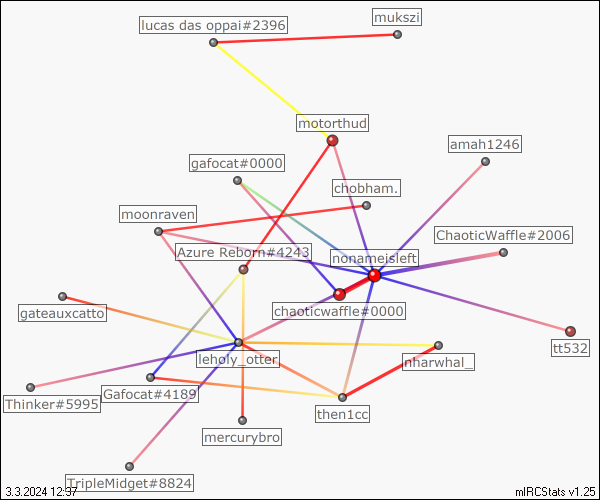 mukszi
lucas das oppai#2396
motorthud
amah1246
gafocat#0000
chobham.
moonraven
ChaoticWaffle#2006
Azure Reborn#4243
nonameisleft
gateauxcatto
chaoticwaffle#0000
tt532
leholy_otter
nharwhal_
Thinker#5995
Gafocat#4189
then1cc
mercurybro
TripleMidget#8824
3.3.2024 12:37
mIRCStats v1.25